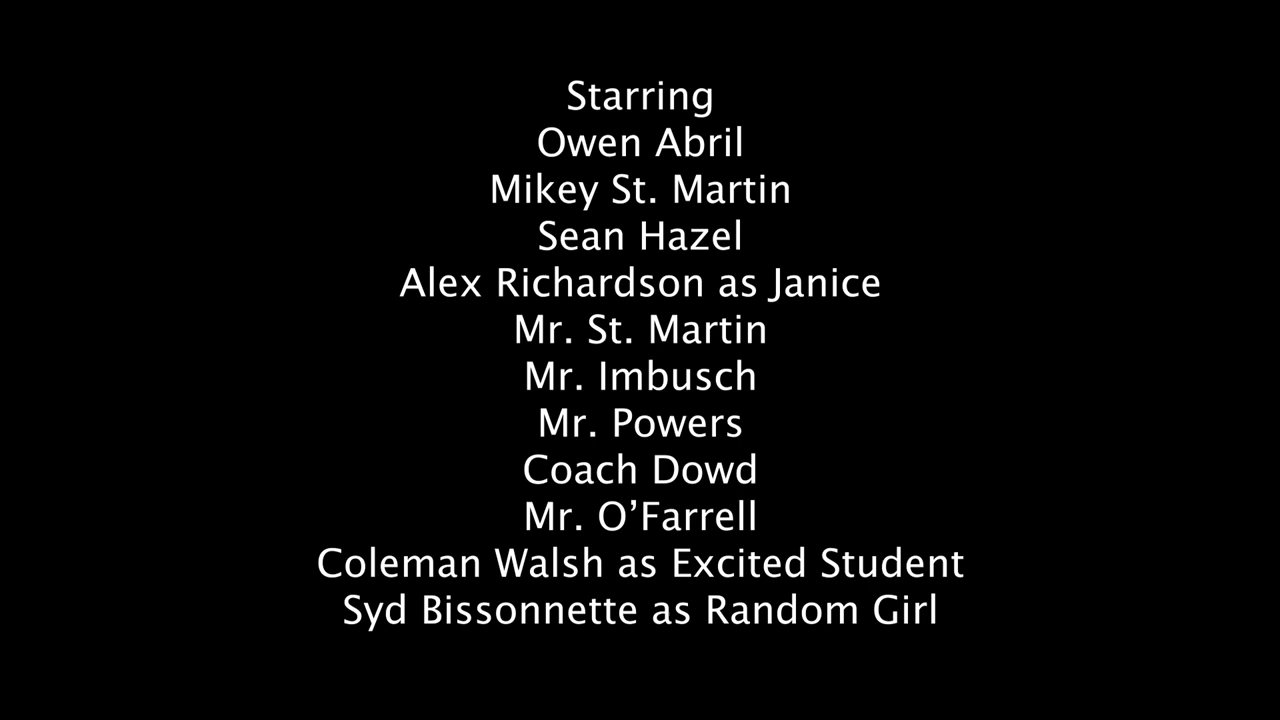 Starring
Owen Abril
Mikey St. Martin
Sean Hazel
Alex Richardson as Janice
Mr. St. Martin
Mr. Imbusch
Mr. Powers
Coach Dowd
Mr. O’Farrell
Coleman Walsh as Excited Student
Syd Bissonnette as Random Girl